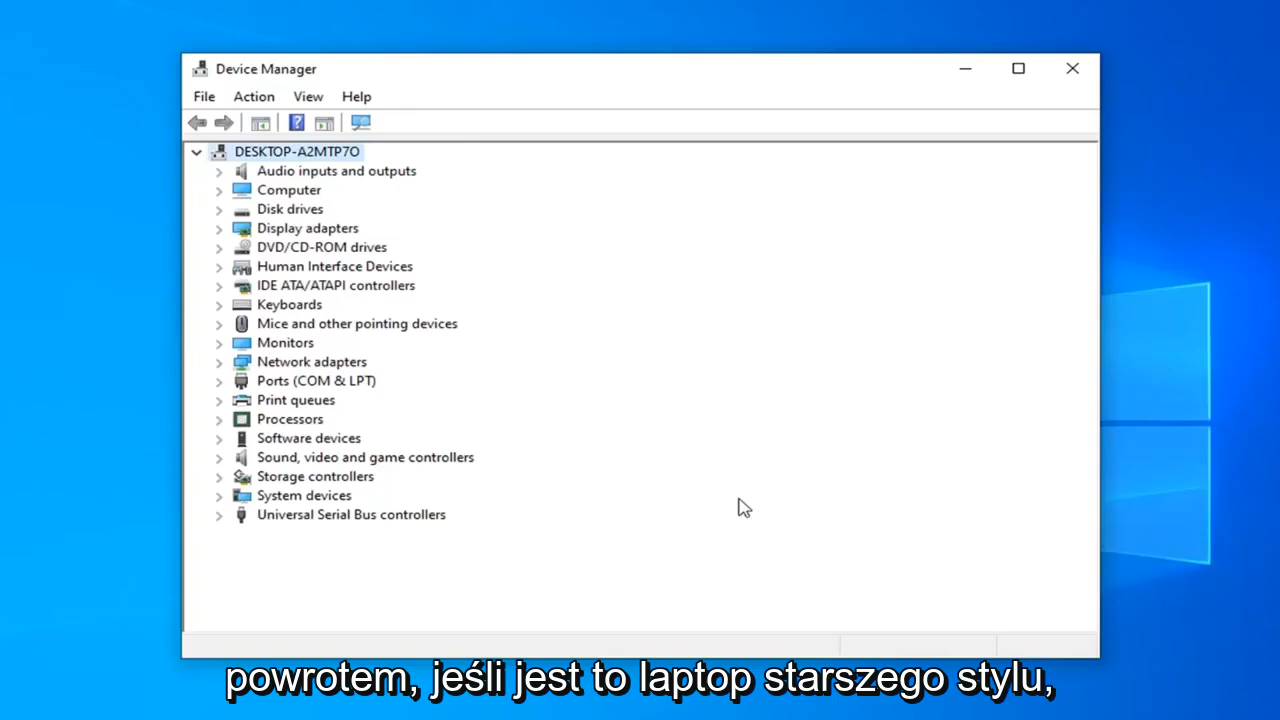 Device Manager
File Action View Help
DESKTOP-A2MTP7O
Audio inputs and outputs
Computer
Disk drives
Display adapters
DVD/CD-ROM drives
Human Interface Devices
IDE ATA/ATAPI controllers
Keyboards
Mice and other pointing devices
Monitors
Network adapters
Ports (COM & LPT)
Print queues
Processors
Software devices
Sound, video and game controllers
Storage controllers
System devices
Universal Serial Bus controllers
powrotem, jeśli jest to laptop starszego stylu,